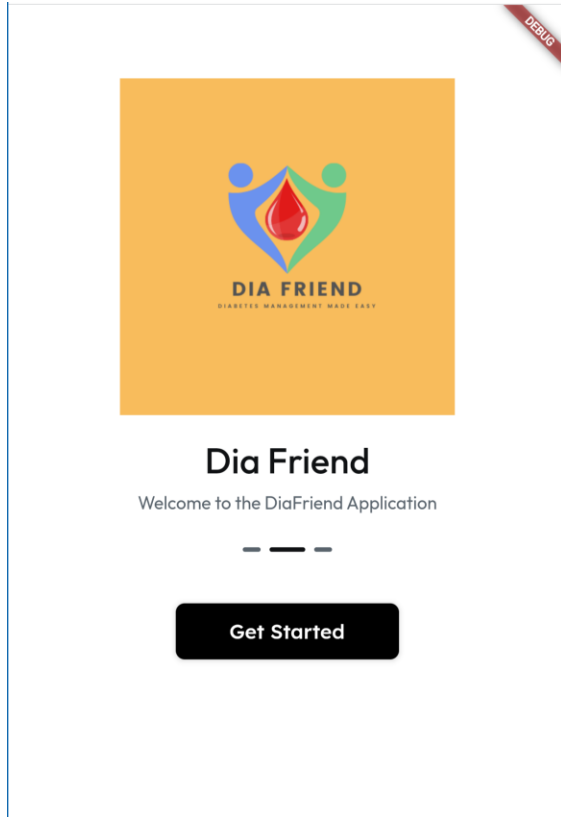 DEBUG
DIA FRIEND
DIABETES MANAGEMENT MADE EASY
Dia Friend
Welcome to the DiaFriend Application
Get Started